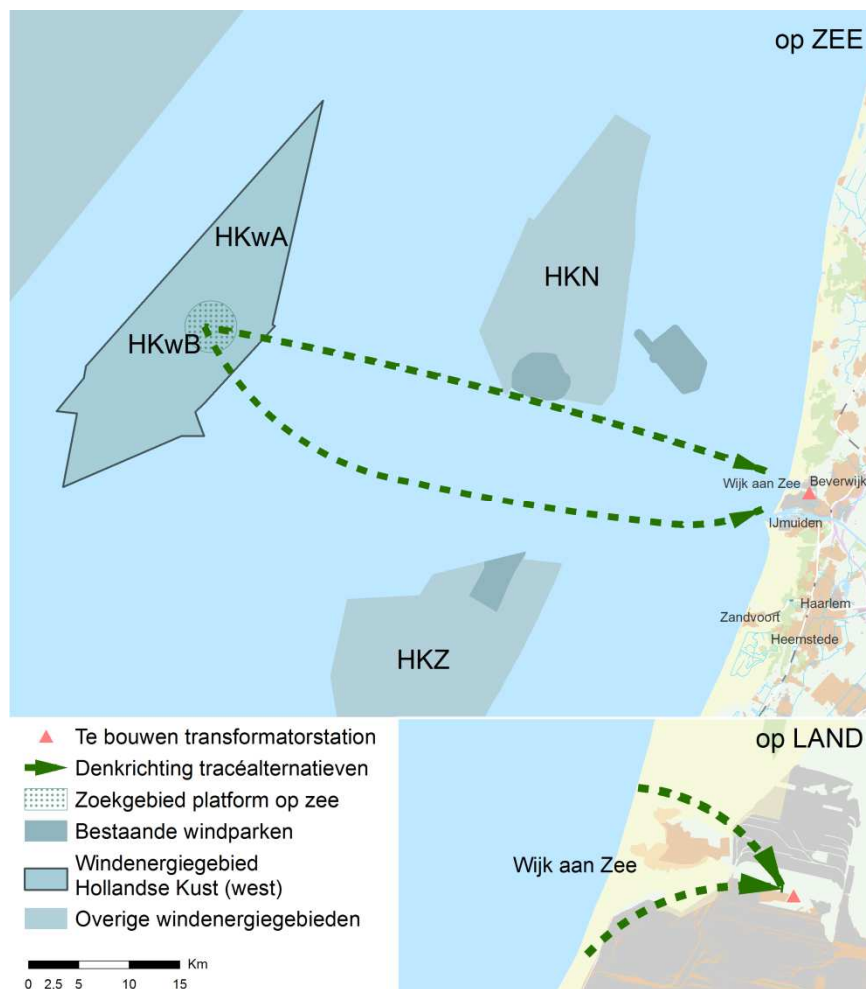 op ZEE
HKwA
HKN
HKwB
Wijk aan Zee
Beverwijk
IJmuiden
Zandvoort
Haarlem
Heemstede
HKZ
Te bouwen transformatorstation
Denkrichting tracéalternatieven
Zoekgebied platform op zee
Bestaande windparken
Windenergiegebied
Hollandse Kust (west)
Overige windenergiegebieden
Km
0 2,5 5 10 15
op LAND
Wijk aan Zee